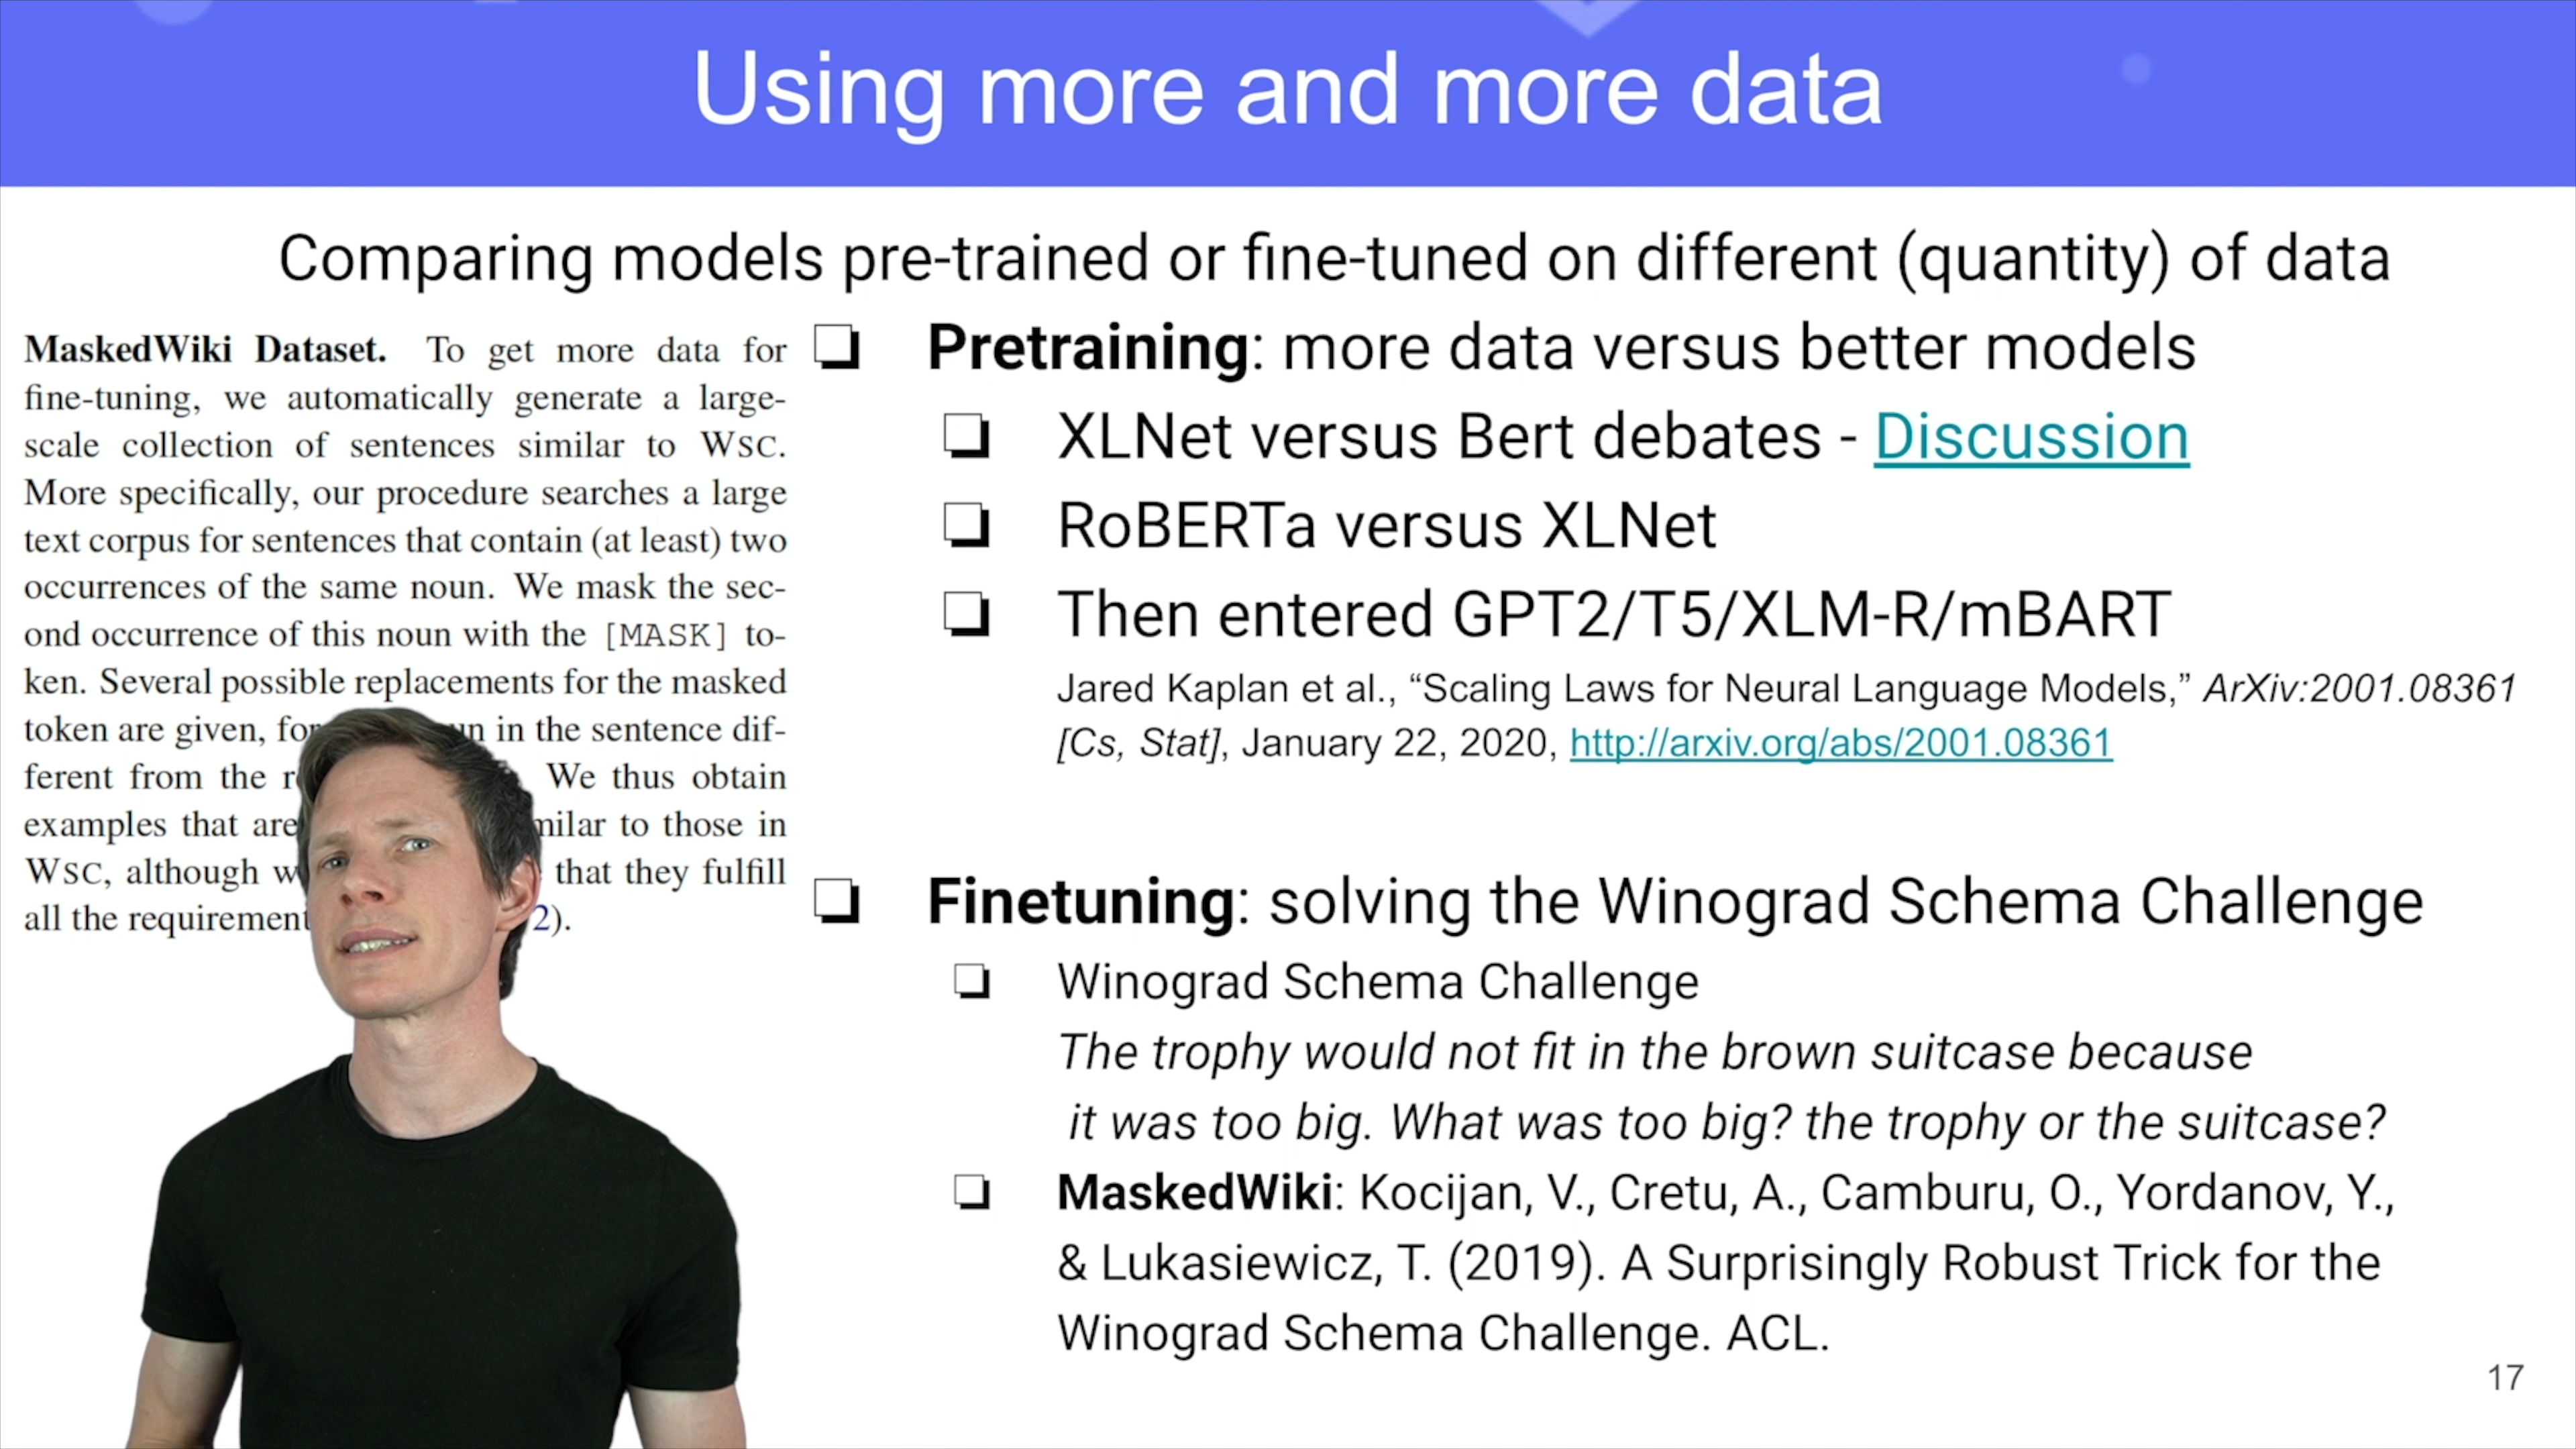 Using more and more data
Comparing models pre-trained or fine-tuned on different (quantity) of data
MaskedWiki Dataset. To get more data for
fine-tuning, we automatically generate a large-
scale collection of sentences similar to WSC.
More specifically, our procedure searches a large
text corpus for sentences that contain (at least) two
occurrences of the same noun. We mask the sec-
ond occurrence of this noun with the [MASK] to-
ken. Several possible replacements for the masked
token are given, in the sentence dif-
ferent from the We thus obtain
examples that are to those in
WSC, although that they fulfill
all the 2).
Pretraining: more data versus better models
XLNet versus Bert debates - Discussion
RoBERTa versus XLNet
Then entered GPT2/T5/XLM-R/mBART
Jared Kaplan et al., “Scaling Laws for Neural Language Models,” ArXiv:2001.08361
[Cs, Stat], January 22, 2020, http://arxiv.org/abs/2001.08361
Finetuning: solving the Winograd Schema Challenge
Winograd Schema Challenge
The trophy would not fit in the brown suitcase because
it was too big. What was too big? the trophy or the suitcase?
MaskedWiki: Kocijan, V., Cretu, A., Camburu, O., Yordanov, Y.,
& Lukasiewicz, T. (2019). A Surprisingly Robust Trick for the
Winograd Schema Challenge. ACL.
17